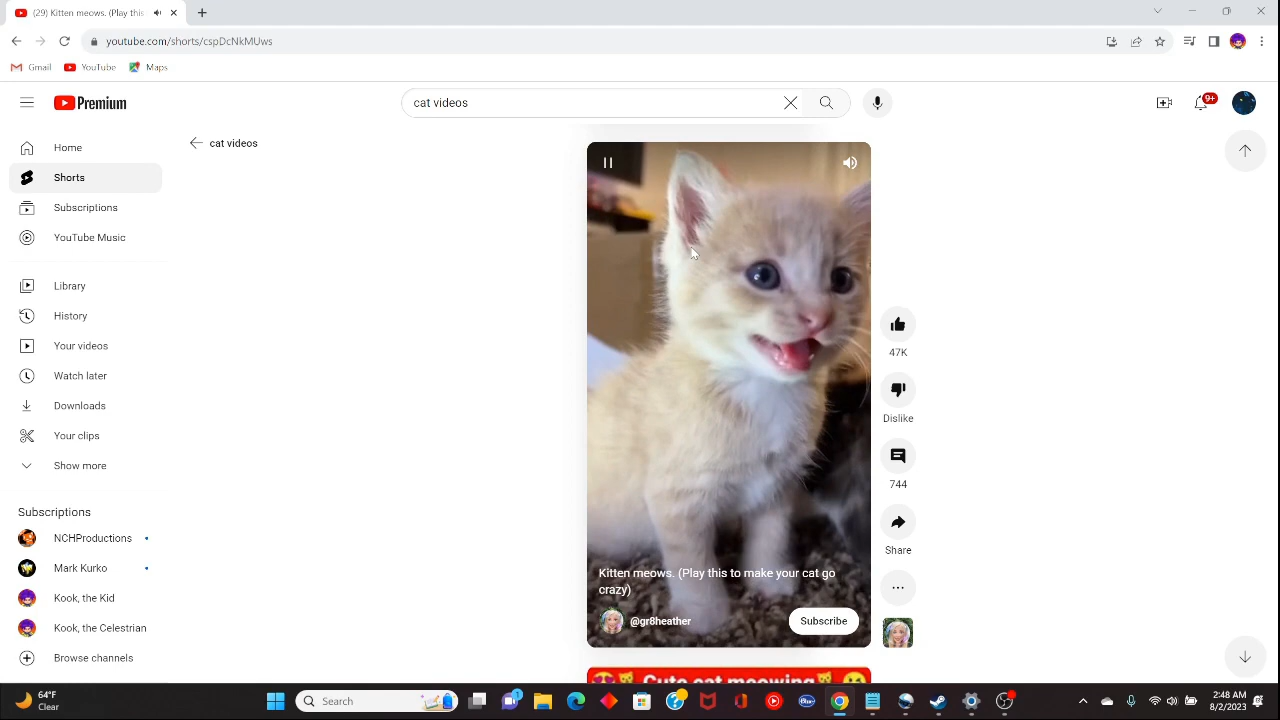 (29) Kitten meows. (Play this
youtube.com/shorts/cspDcNkMUws
Gmail YouTube Maps
Premium
cat videos
9+
Home
cat videos
Shorts
Subscriptions
YouTube Music
Library
History
Your videos
Watch later
Downloads
Your clips
Show more
Subscriptions
NCHProductions
Mark Kurko
Kook, the Kid
Kook, the Celestrian
Browse channels
47K
Dislike
744
Share
Kitten meows. (Play this to make your cat go
crazy)
@gr8heather
Subscribe
Cute cat meowing
64°F
Clear
Search
2:48 AM
8/2/2023